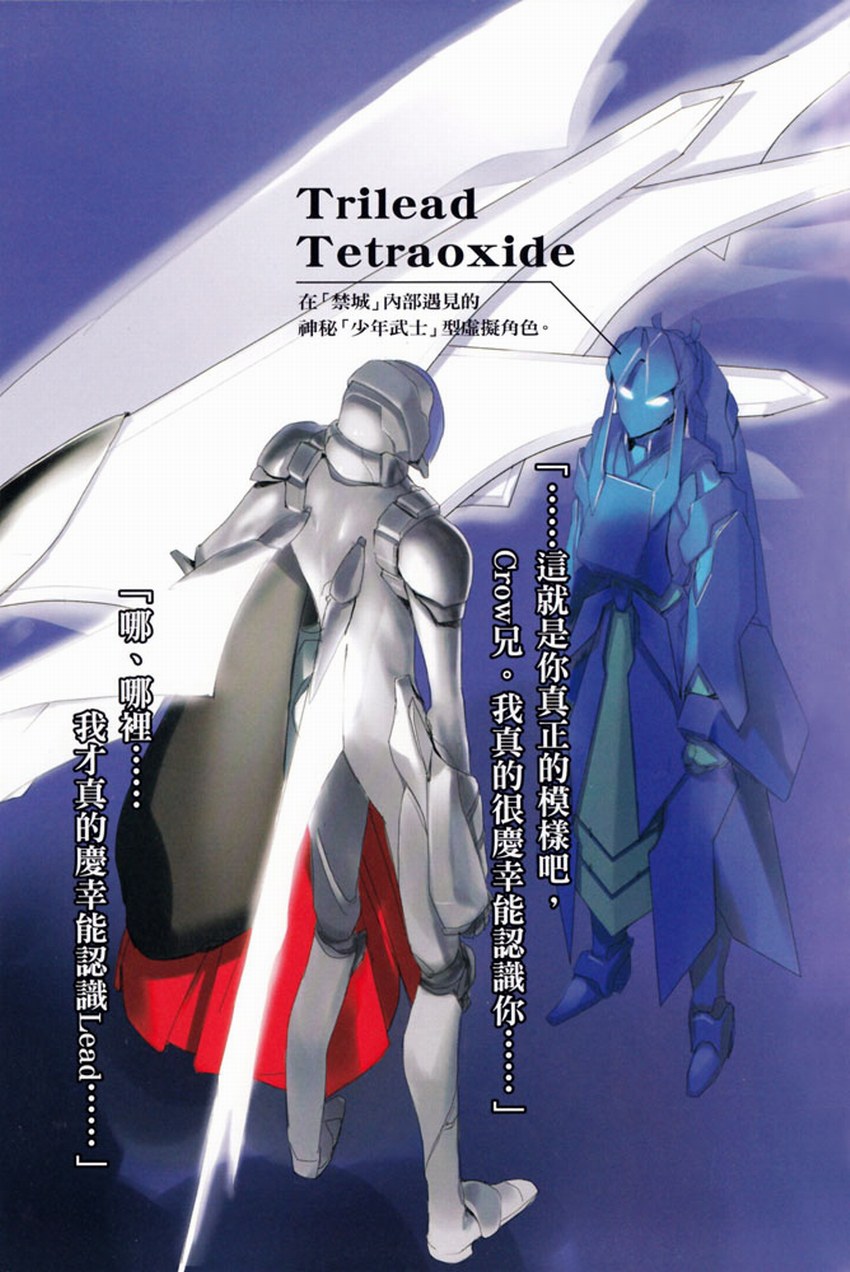 Trilead
Tetraoxide
在「禁城」內部遇見的
神秘「少年武士」型虛擬角色。
「……這就是你真正的模樣吧，
Crow兄。我真的很慶幸能認識你……」
「哪、哪裡……
我才真的慶幸能認識Lead……」